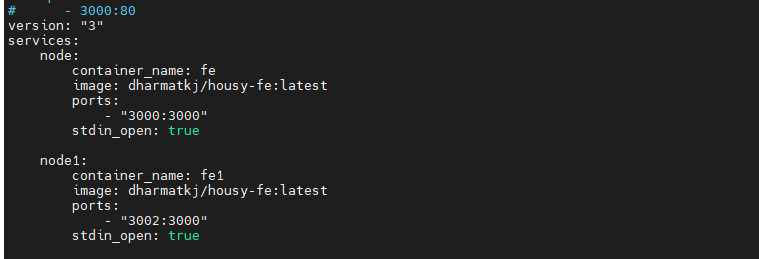 #      - 3000:80
version: "3"
services:
    node:
        container_name: fe
        image: dharmatkj/housy-fe:latest
        ports:
            - "3000:3000"
        stdin_open: true

    node1:
        container_name: fe1
        image: dharmatkj/housy-fe:latest
        ports:
            - "3002:3000"
        stdin_open: true